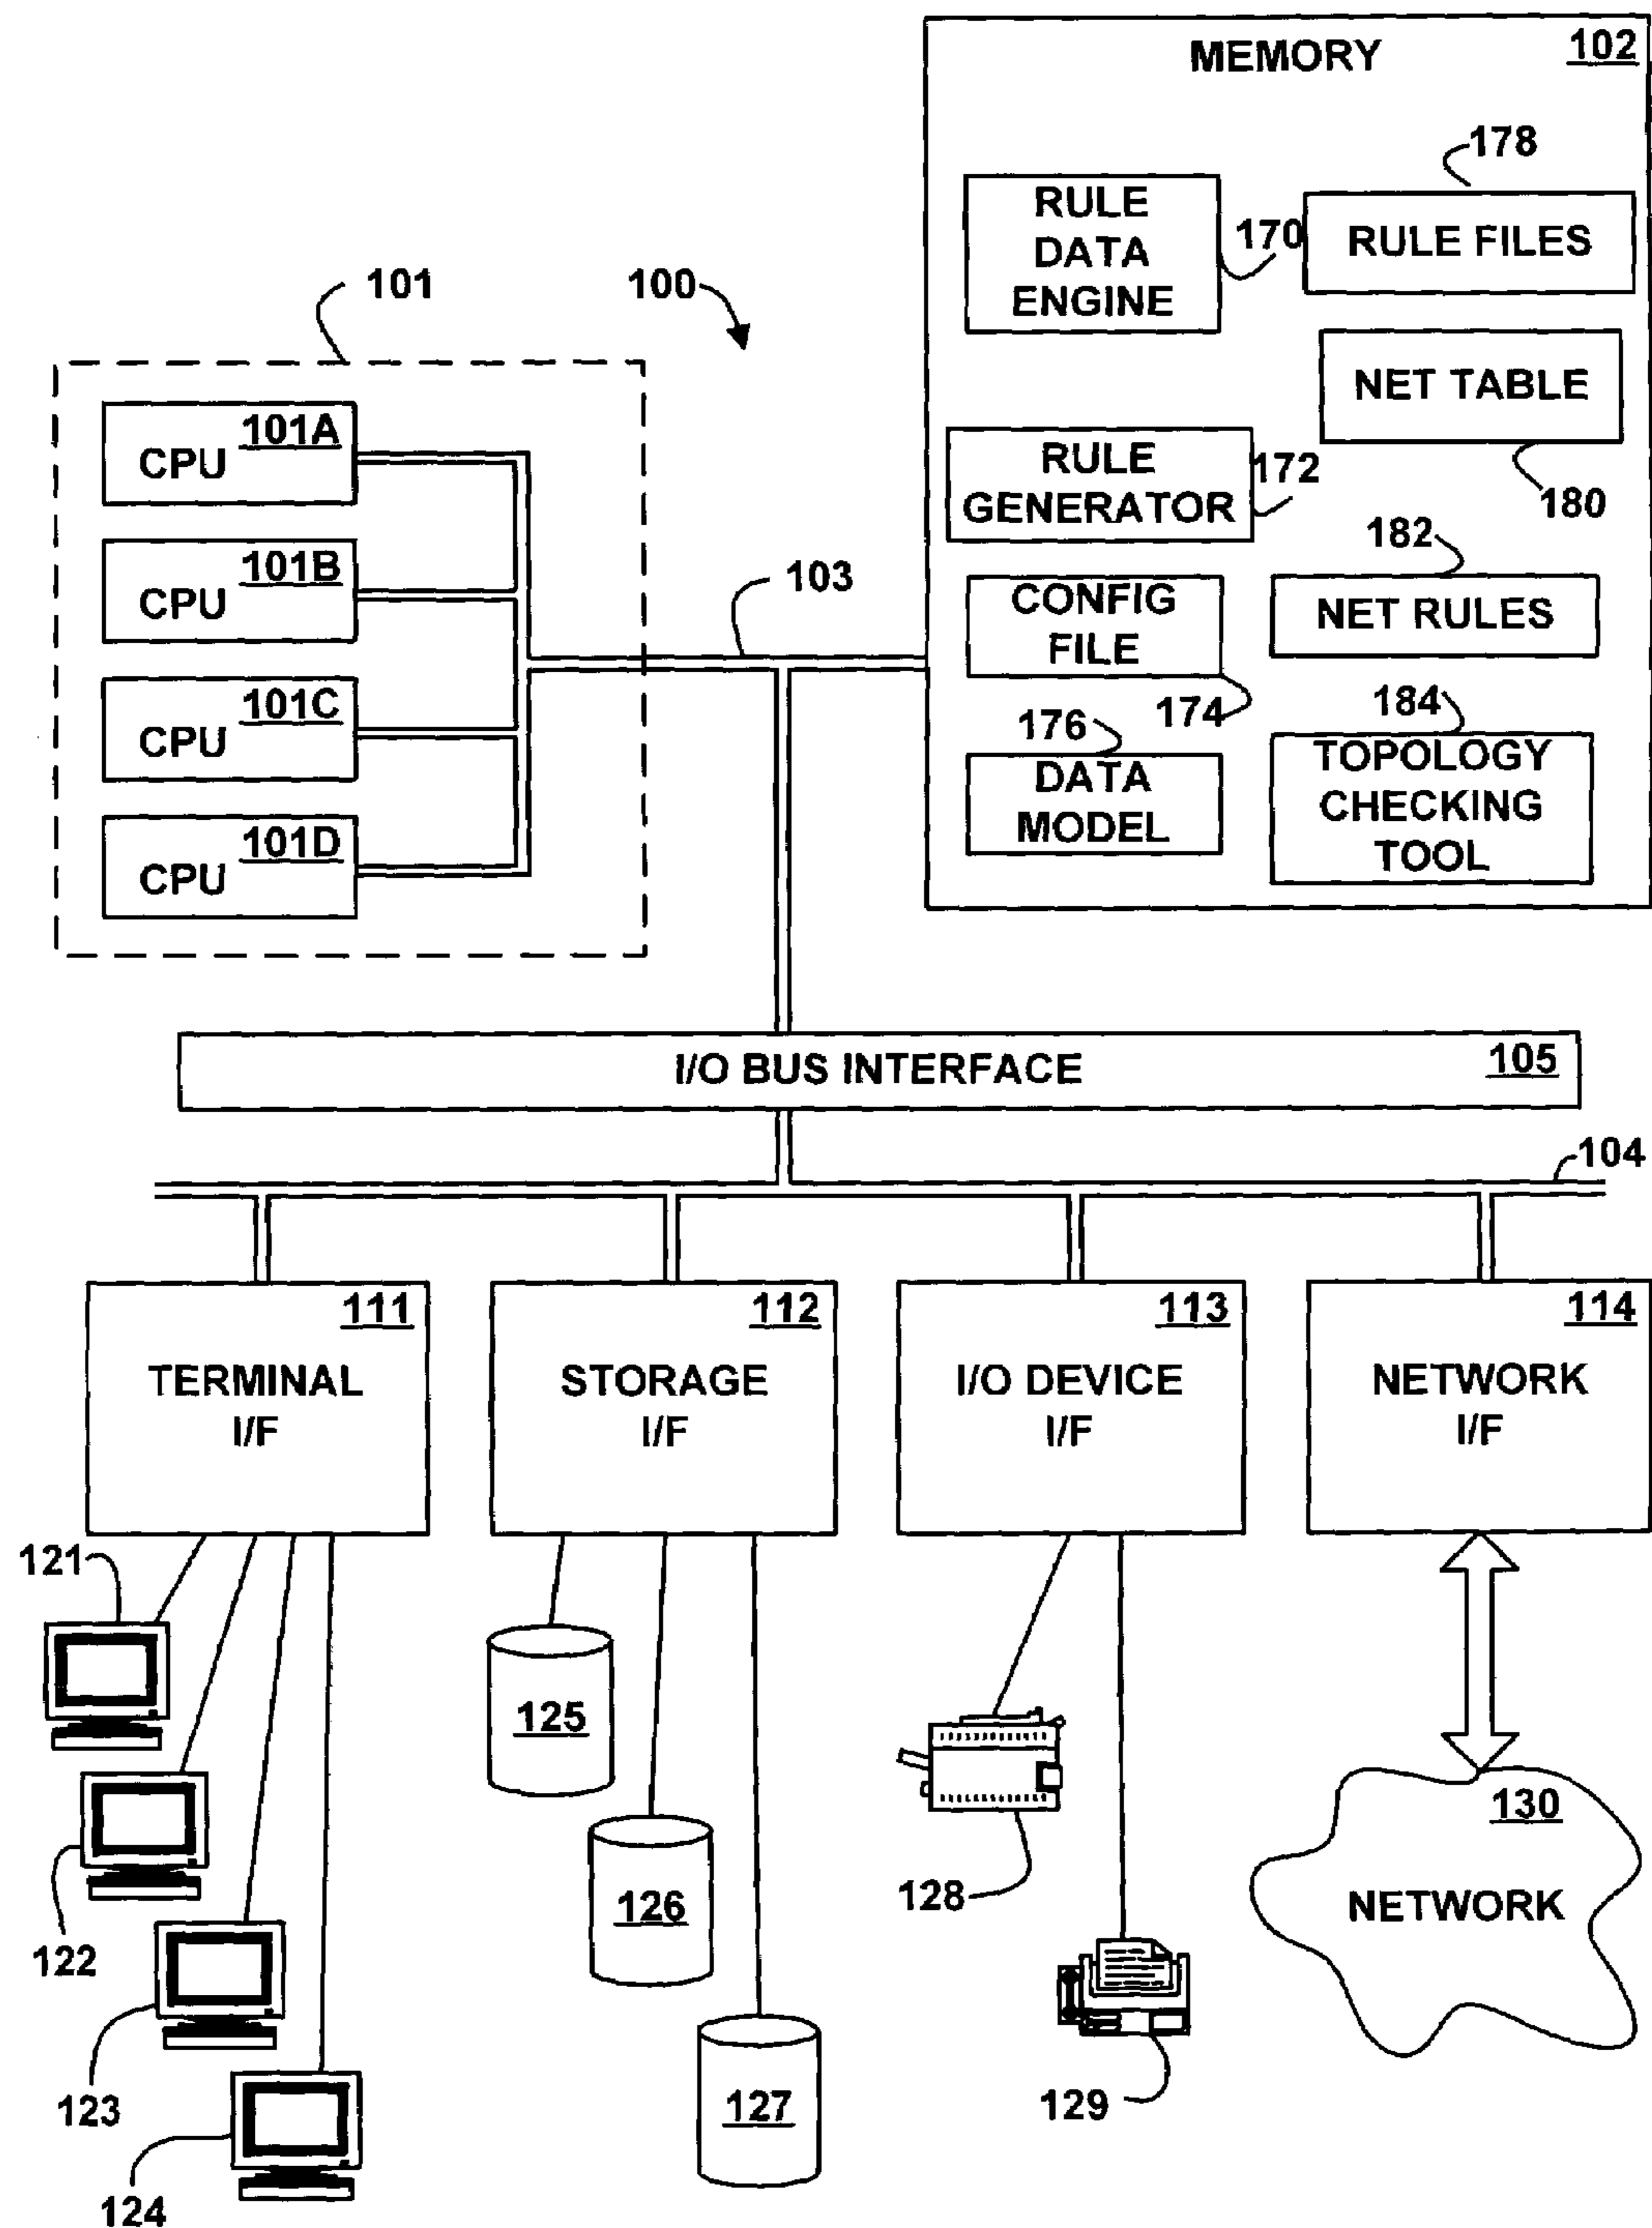 MEMORY 102
178
RULE
DATA
ENGINE
170
RULE FILES
101
100
NET TABLE
CPU 101A
RULE
GENERATOR
172
180
182
CPU 101B
103
CONFIG
FILE
NET RULES
174
184
CPU 101C
176
DATA
MODEL
TOPOLOGY
CHECKING
TOOL
CPU 101D
I/O BUS INTERFACE 105
104
111
TERMINAL
I/F
112
STORAGE
I/F
113
I/O DEVICE
I/F
114
NETWORK
I/F
121
125
130
NETWORK
128
126
122
129
127
123
124